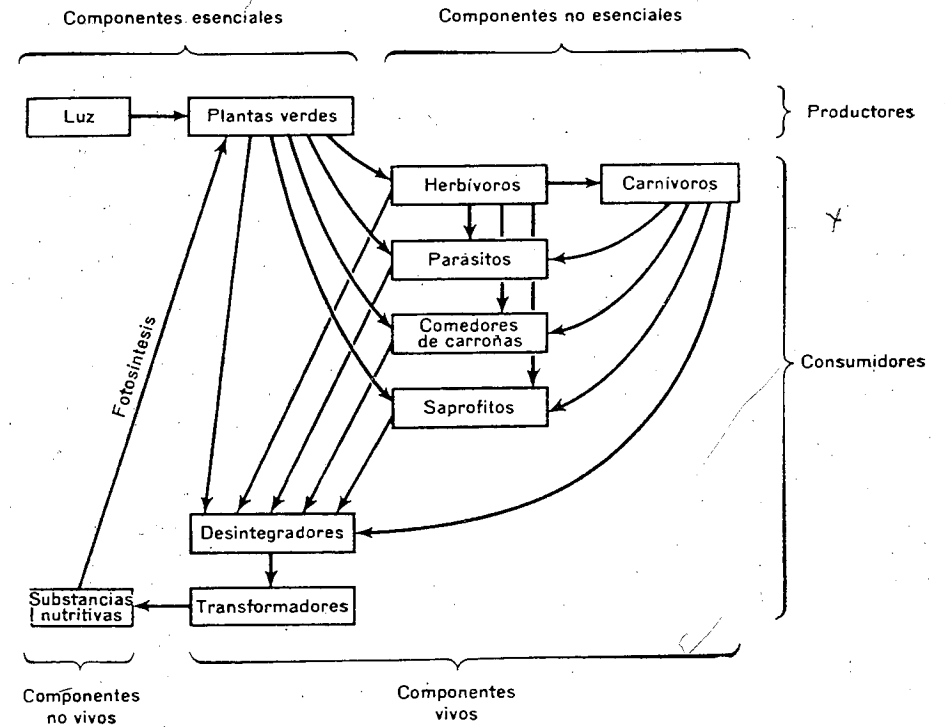 Componentes esenciales
Componentes no esenciales
Luz
Plantas verdes
Productores
Herbívoros
Carnívoros
Parásitos
Comedores
de carroñas
Consumidores
Fotosíntesis
Saprofitos
Desintegradores
Substancias
nutritivas
Transformadores
Componentes
no vivos
Componentes
vivos